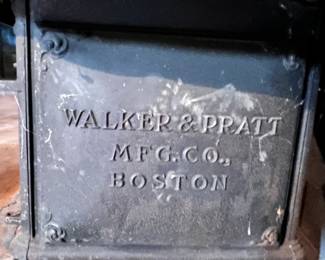 WALKER & PRATT
MFG. CO.,
BOSTON